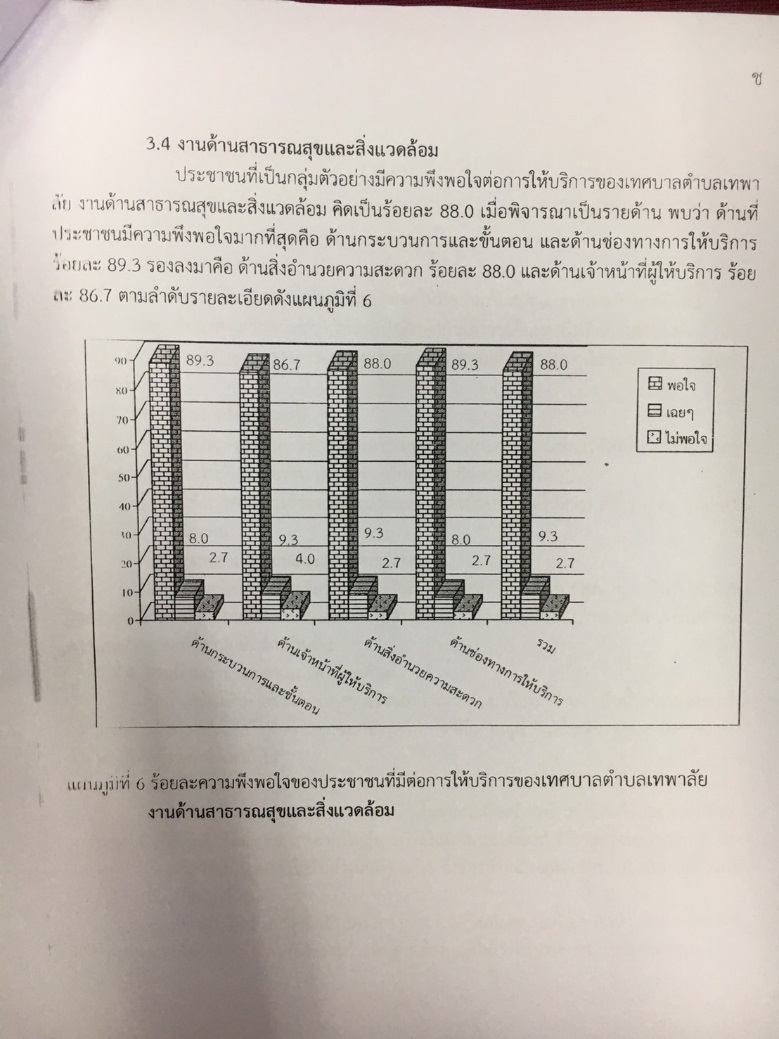 ช
3.4 งานด้านสาธารณสุขและสิ่งแวดล้อม
ประชาชนที่เป็นกลุ่มตัวอย่างมีความพึงพอใจต่อการให้บริการของเทศบาลตำบลเทพา
ลัย งานด้านสาธารณสุขและสิ่งแวดล้อม คิดเป็นร้อยละ 88.0 เมื่อพิจารณาเป็นรายด้าน พบว่า ด้านที่
ประชาชนมีความพึงพอใจมากที่สุดคือ ด้านกระบวนการและขั้นตอน และด้านช่องทางการให้บริการ
ร้อยละ 89.3 รองลงมาคือ ด้านสิ่งอำนวยความสะดวก ร้อยละ 88.0 และด้านเจ้าหน้าที่ผู้ให้บริการ ร้อย
ละ 86.7 ตามลำดับรายละเอียดดังแผนภูมิที่ 6
90
80
70
60
50
40
30
20
10
0
89.3 86.7 88.0 89.3 88.0
8.0 9.3 9.3 8.0 9.3
2.7 4.0 2.7 2.7 2.7
พอใจ
เฉยๆ
ไม่พอใจ
ด้านกระบวนการและขั้นตอน
ด้านเจ้าหน้าที่ผู้ให้บริการ
ด้านสิ่งอำนวยความสะดวก
ด้านช่องทางการให้บริการ
รวม
แผนภูมิที่ 6 ร้อยละความพึงพอใจของประชาชนที่มีต่อการให้บริการของเทศบาลตำบลเทพาลัย
งานด้านสาธารณสุขและสิ่งแวดล้อม